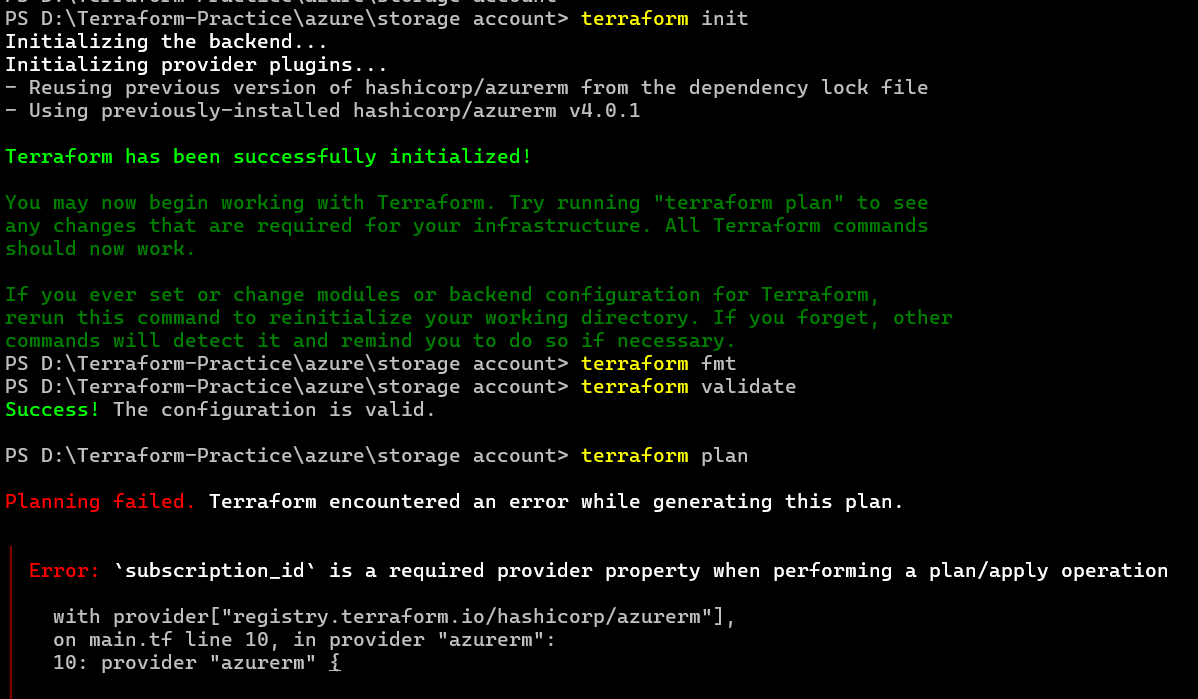 PS D:\Terraform-Practice\azure\storage account> terraform init
Initializing the backend...
Initializing provider plugins...
- Reusing previous version of hashicorp/azurerm from the dependency lock file
- Using previously-installed hashicorp/azurerm v4.0.1
Terraform has been successfully initialized!
You may now begin working with Terraform. Try running "terraform plan" to see
any changes that are required for your infrastructure. All Terraform commands
should now work.
If you ever set or change modules or backend configuration for Terraform,
rerun this command to reinitialize your working directory. If you forget, other
commands will detect it and remind you to do so if necessary.
PS D:\Terraform-Practice\azure\storage account> terraform fmt
PS D:\Terraform-Practice\azure\storage account> terraform validate
Success! The configuration is valid.
PS D:\Terraform-Practice\azure\storage account> terraform plan
Planning failed. Terraform encountered an error while generating this plan.
Error: `subscription_id` is a required provider property when performing a plan/apply operation
with provider["registry.terraform.io/hashicorp/azurerm"],
on main.tf line 10, in provider "azurerm":
10: provider "azurerm" {